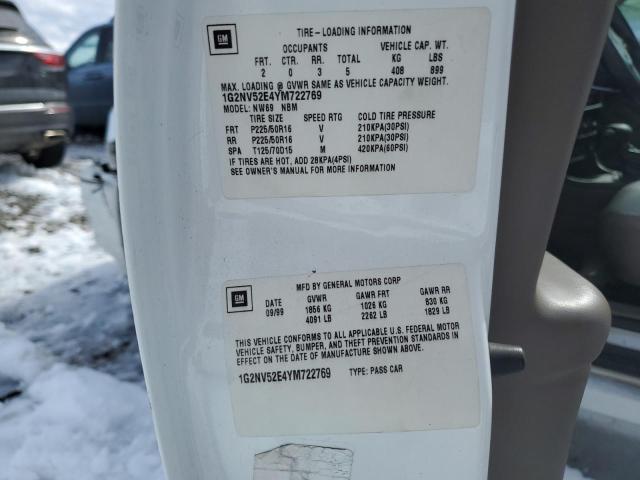 GM
TIRE-LOADING INFORMATION
OCCUPANTS VEHICLE CAP. WT.
FRT. CTR. RR. TOTAL KG LBS
2 0 3 5 408 899
MAX. LOADING @ GVWR SAME AS VEHICLE CAPACITY WEIGHT.
1G2NV52E4YM722769
MODEL: NW69 NBM
TIRE SIZE SPEED RTG COLD TIRE PRESSURE
FRT P225/50R16 V 210KPA(30PSI)
RR P225/50R16 V 210KPA(30PSI)
SPA T125/70D15 M 420KPA(60PSI)
IF TIRES ARE HOT, ADD 28KPA(4PSI)
SEE OWNER'S MANUAL FOR MORE INFORMATION
GM
MFD BY GENERAL MOTORS CORP
DATE GVWR GAWR FRT GAWR RR
09/99 1856 KG 1026 KG 830 KG
4091 LB 2262 LB 1829 LB
THIS VEHICLE CONFORMS TO ALL APPLICABLE U.S. FEDERAL MOTOR
VEHICLE SAFETY, BUMPER, AND THEFT PREVENTION STANDARDS IN
EFFECT ON THE DATE OF MANUFACTURE SHOWN ABOVE.
1G2NV52E4YM722769 TYPE: PASS CAR